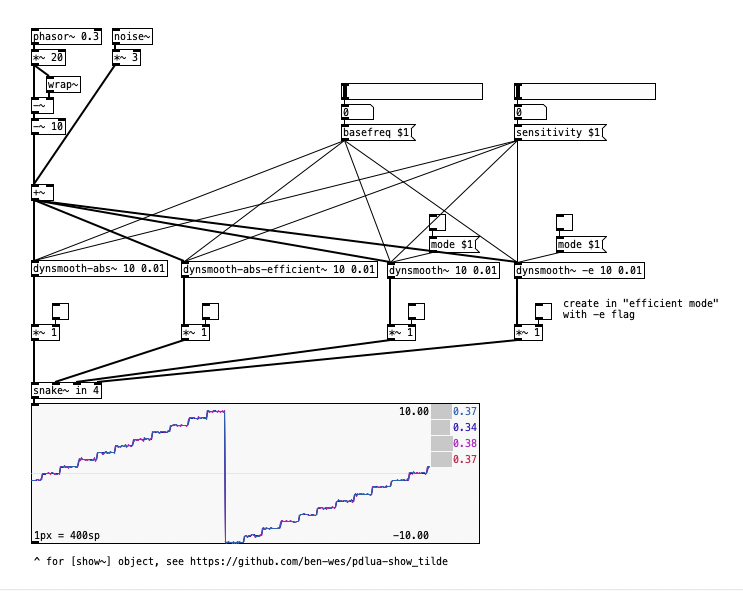 phasor~ 0.3
noise~
*~ 20
*~ 3
wrap~
-~
-~ 10
0
0
basefreq $1
sensitivity $1
+~
mode $1
mode $1
dynsmooth-abs~ 10 0.01
dynsmooth-abs-efficient~ 10 0.01
dynsmooth~ 10 0.01
dynsmooth~ -e 10 0.01
create in "efficient mode"
with -e flag
*~ 1
*~ 1
*~ 1
*~ 1
snake~ in 4
10.00
0.37
0.34
0.38
0.37
1px = 400sp
-10.00
^ for [show~] object, see https://github.com/ben-wes/pdlua-show_tilde